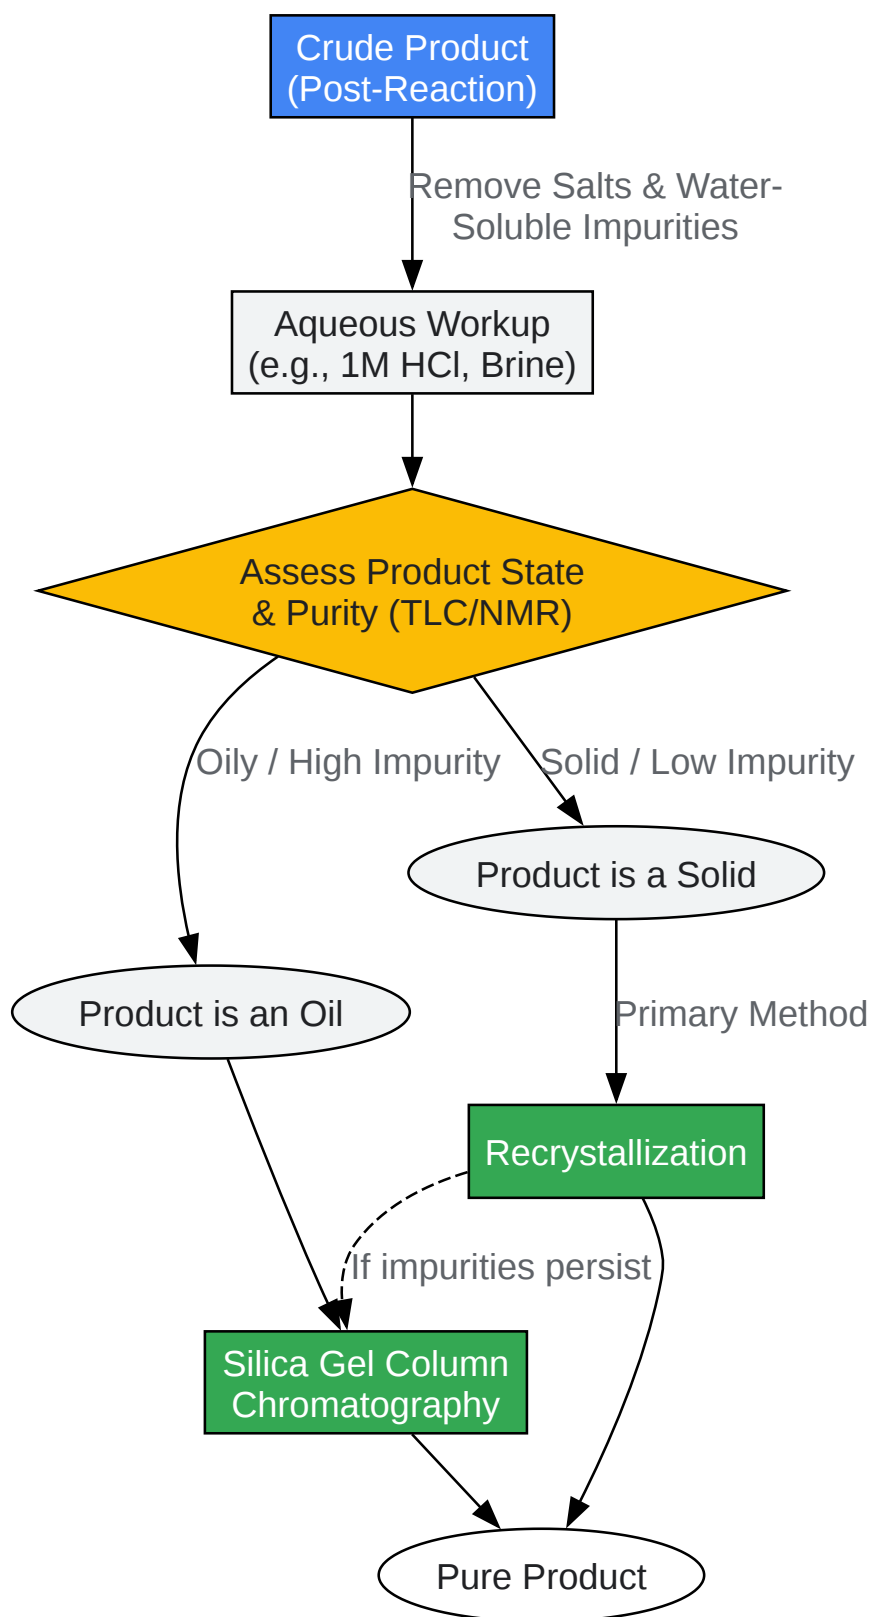 Crude Product
(Post-Reaction)
Remove Salts & Water-
Soluble Impurities
Aqueous Workup
(e.g., 1M HCl, Brine)
Assess Product State
& Purity (TLC/NMR)
Oily / High Impurity
Solid / Low Impurity
Product is a Solid
Product is an Oil
Primary Method
Recrystallization
If impurities persist
Silica Gel Column
Chromatography
Pure Product